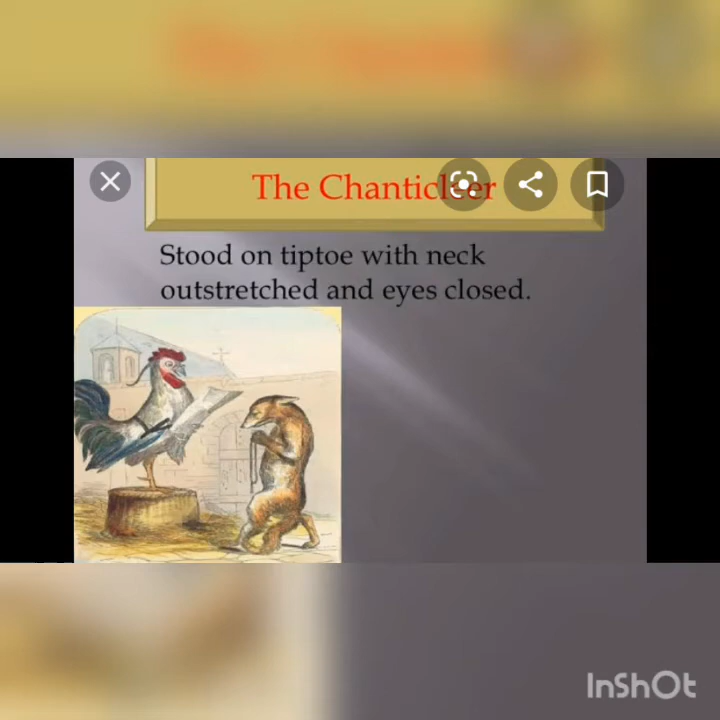 The Chanticleer
Stood on tiptoe with neck
outstretched and eyes closed.
InShOt